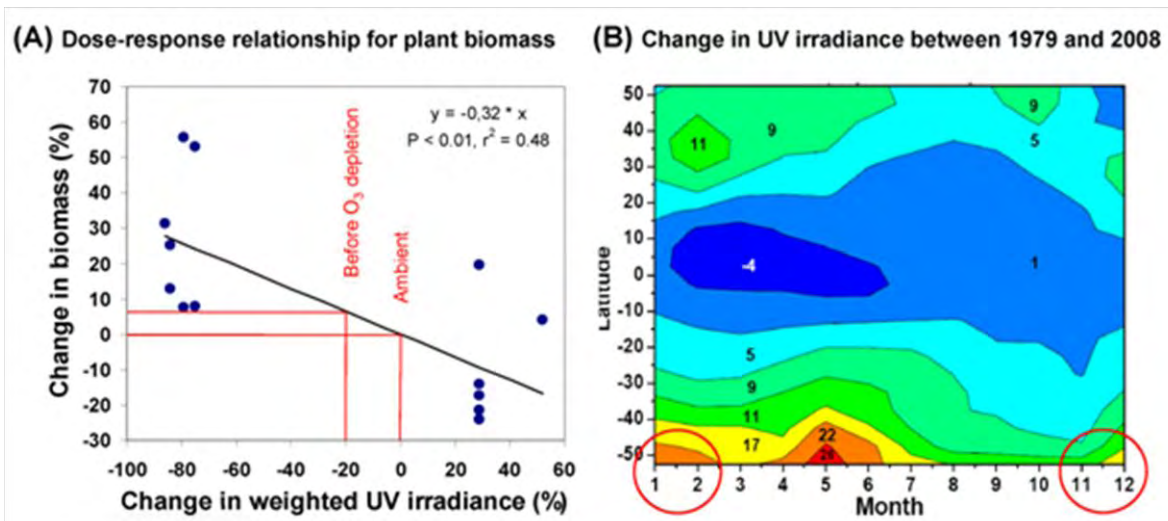 (A) Dose-response relationship for plant biomass
70
60
50
40
30
20
10
0
-10
-20
-30
Change in biomass (%)
y = -0,32 * x
P < 0.01, r² = 0.48
Before O₃ depletion
Ambient
-100 -80 -60 -40 -20 0 20 40 60
Change in weighted UV irradiance (%)
(B) Change in UV irradiance between 1979 and 2008
50
40
30
20
10
0
-10
-20
-30
-40
-50
Latitude
9
11
9
5
-4
1
5
9
11
17
22
26
1 2 3 4 5 6 7 8 9 10 11 12
Month